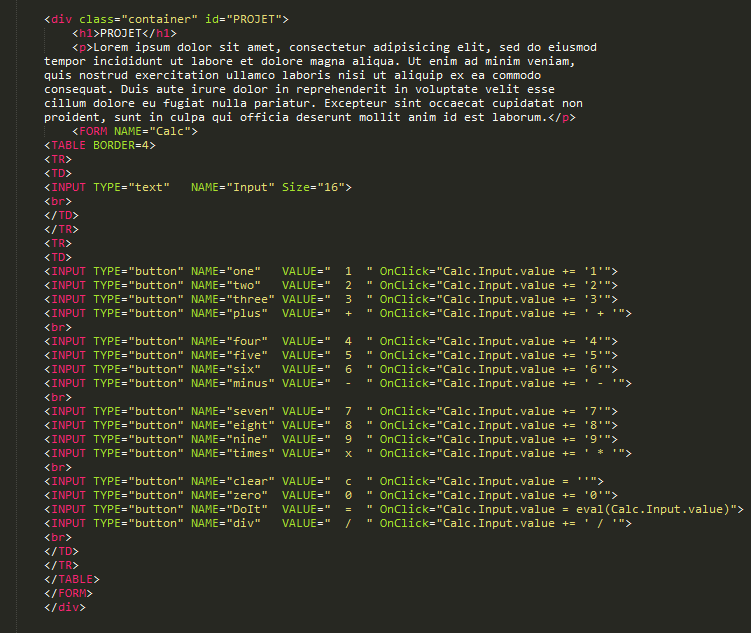 <div class="container" id="PROJET">
    <h1>PROJET</h1>
    <p>Lorem ipsum dolor sit amet, consectetur adipisicing elit, sed do eiusmod
tempor incididunt ut labore et dolore magna aliqua. Ut enim ad minim veniam,
quis nostrud exercitation ullamco laboris nisi ut aliquip ex ea commodo
consequat. Duis aute irure dolor in reprehenderit in voluptate velit esse
cillum dolore eu fugiat nulla pariatur. Excepteur sint occaecat cupidatat non
proident, sunt in culpa qui officia deserunt mollit anim id est laborum.</p>
    <FORM NAME="Calc">
<TABLE BORDER=4>
<TR>
<TD>
<INPUT TYPE="text"   NAME="Input" Size="16">
<br>
</TD>
</TR>
<TR>
<TD>
<INPUT TYPE="button" NAME="one"   VALUE="  1  " OnClick="Calc.Input.value += '1'">
<INPUT TYPE="button" NAME="two"   VALUE="  2  " OnCLick="Calc.Input.value += '2'">
<INPUT TYPE="button" NAME="three" VALUE="  3  " OnClick="Calc.Input.value += '3'">
<INPUT TYPE="button" NAME="plus"  VALUE="  +  " OnClick="Calc.Input.value += ' + '">
<br>
<INPUT TYPE="button" NAME="four"  VALUE="  4  " OnClick="Calc.Input.value += '4'">
<INPUT TYPE="button" NAME="five"  VALUE="  5  " OnCLick="Calc.Input.value += '5'">
<INPUT TYPE="button" NAME="six"   VALUE="  6  " OnClick="Calc.Input.value += '6'">
<INPUT TYPE="button" NAME="minus" VALUE="  -  " OnClick="Calc.Input.value += ' - '">
<br>
<INPUT TYPE="button" NAME="seven" VALUE="  7  " OnClick="Calc.Input.value += '7'">
<INPUT TYPE="button" NAME="eight" VALUE="  8  " OnCLick="Calc.Input.value += '8'">
<INPUT TYPE="button" NAME="nine"  VALUE="  9  " OnClick="Calc.Input.value += '9'">
<INPUT TYPE="button" NAME="times" VALUE="  x  " OnClick="Calc.Input.value += ' * '">
<br>
<INPUT TYPE="button" NAME="clear" VALUE="  c  " OnClick="Calc.Input.value = ''">
<INPUT TYPE="button" NAME="zero"  VALUE="  0  " OnClick="Calc.Input.value += '0'">
<INPUT TYPE="button" NAME="DoIt"  VALUE="  =  " OnClick="Calc.Input.value = eval(Calc.Input.value)">
<INPUT TYPE="button" NAME="div"   VALUE="  /  " OnClick="Calc.Input.value += ' / '">
<br>
</TD>
</TR>
</TABLE>
</FORM>
</div>